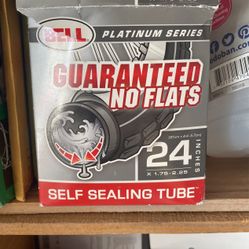 BELL
PLATINUM SERIES
GUARANTEED
NO FLATS
24
INCHES
X 1.75-2.25
SELF SEALING TUBE